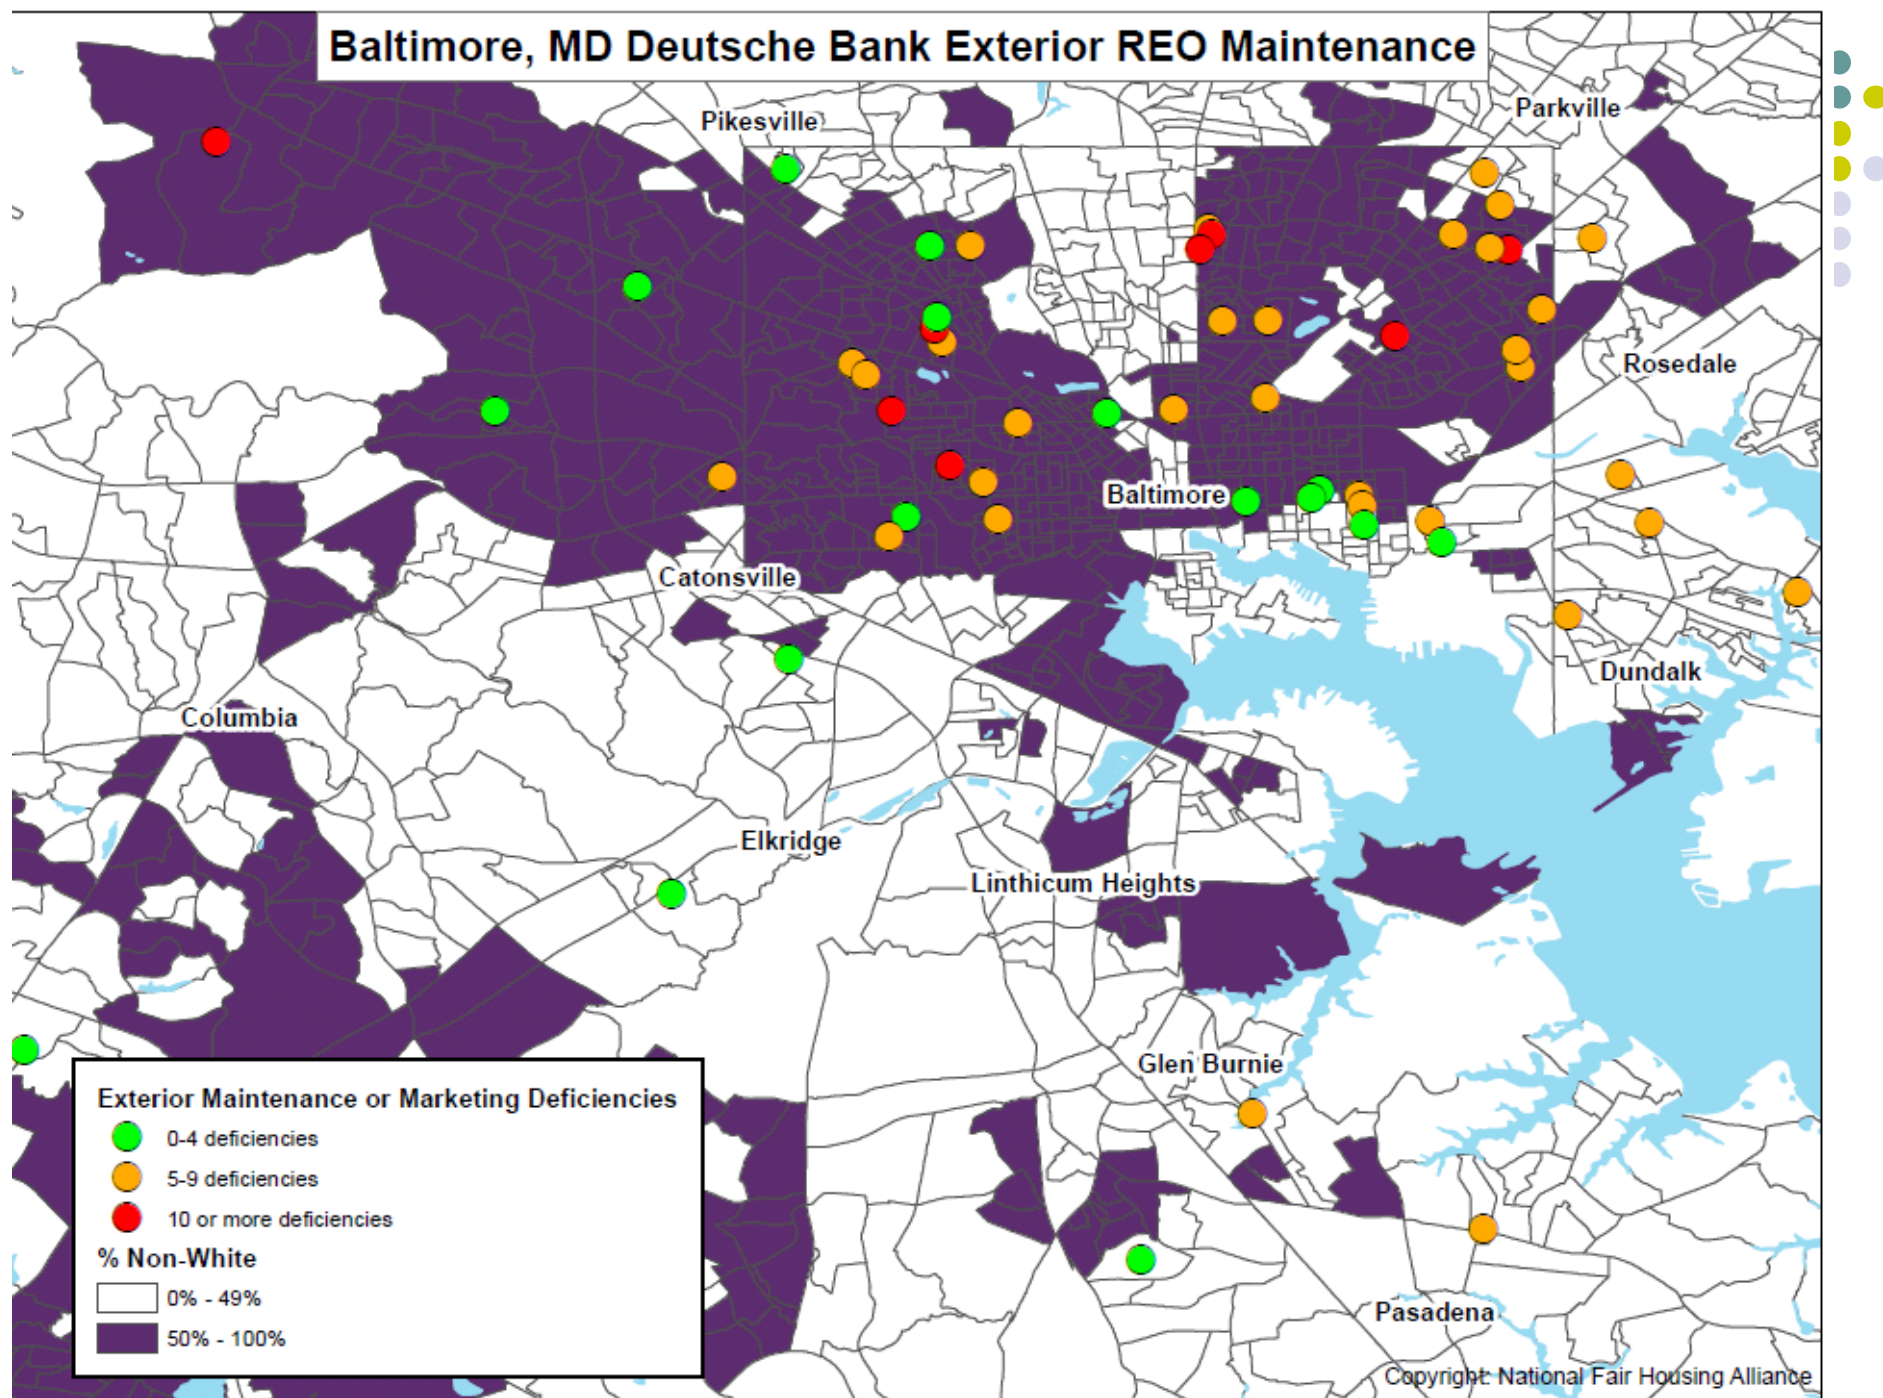 Baltimore, MD Deutsche Bank Exterior REO Maintenance
Pikesville
Parkville
Rosedale
Baltimore
Catonsville
Dundalk
Columbia
Elkridge
Linthicum Heights
Glen Burnie
Pasadena
Exterior Maintenance or Marketing Deficiencies
0-4 deficiencies
5-9 deficiencies
10 or more deficiencies
% Non-White
0% - 49%
50% - 100%
Copyright: National Fair Housing Alliance